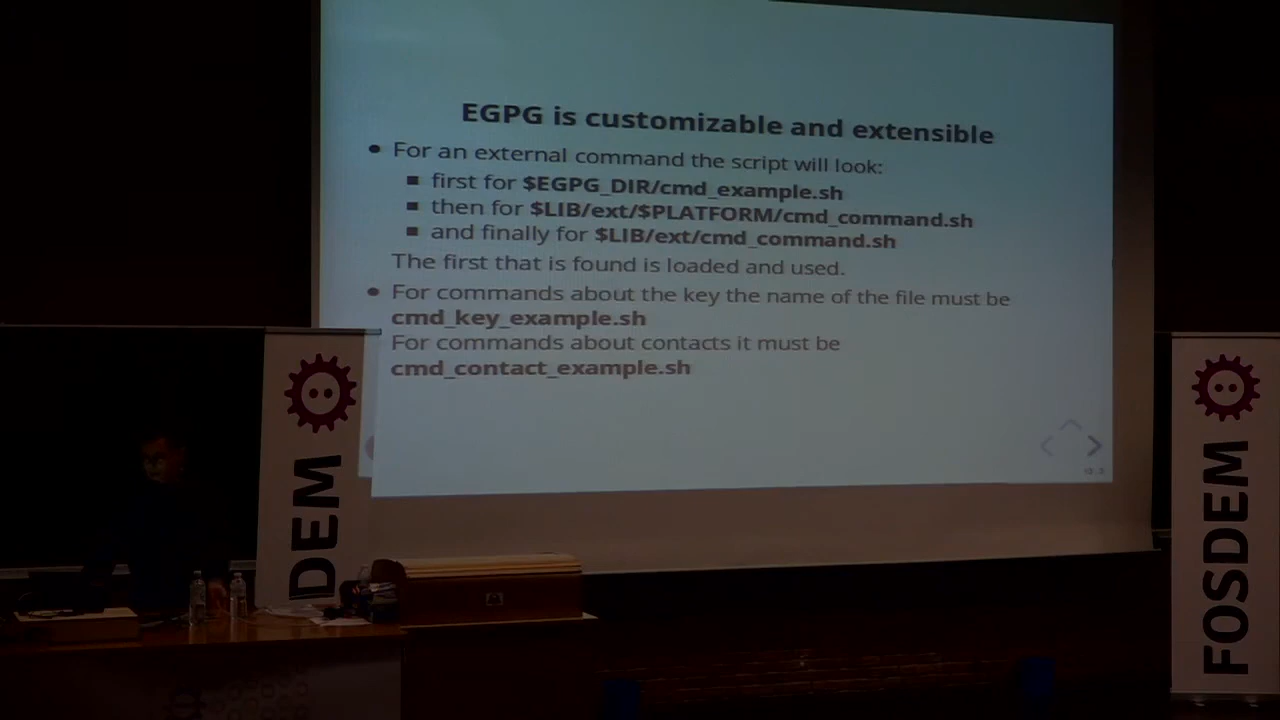 EGPG is customizable and extensible
• For an external command the script will look:
▪ first for $EGPG_DIR/cmd_example.sh
▪ then for $LIB/ext/$PLATFORM/cmd_command.sh
▪ and finally for $LIB/ext/cmd_command.sh
The first that is found is loaded and used.
• For commands about the key the name of the file must be
cmd_key_example.sh
For commands about contacts it must be
cmd_contact_example.sh
DEM
FOSDEM